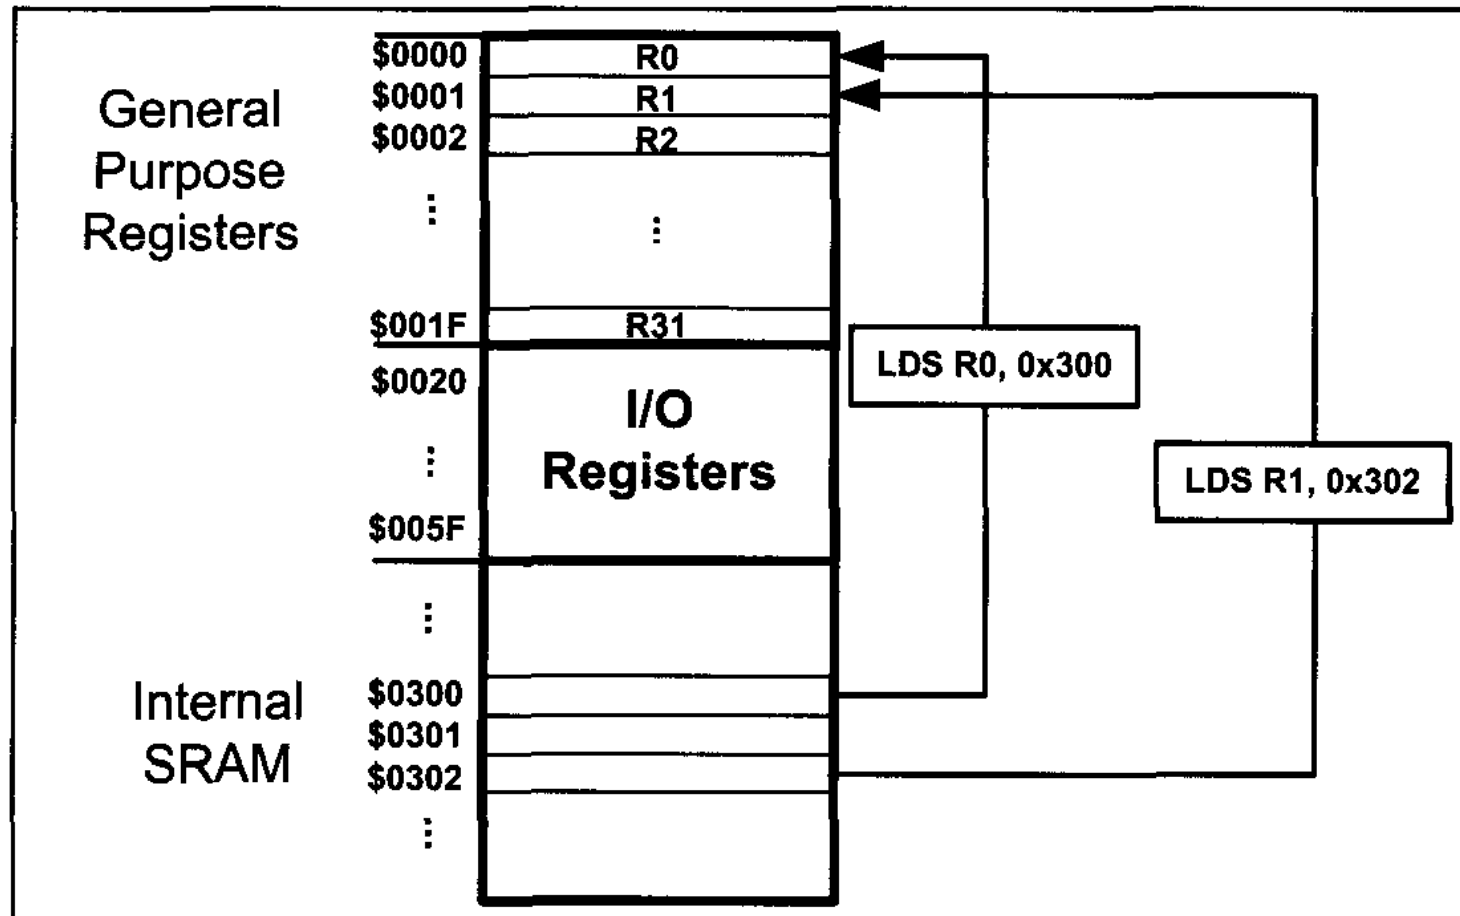 $0000
R0
General
$0001
R1
$0002
R2
Purpose
Registers
⋮
⋮
$001F
R31
LDS R0, 0x300
$0020
I/O
Registers
⋮
LDS R1, 0x302
$005F
⋮
Internal
$0300
SRAM
$0301
$0302
⋮